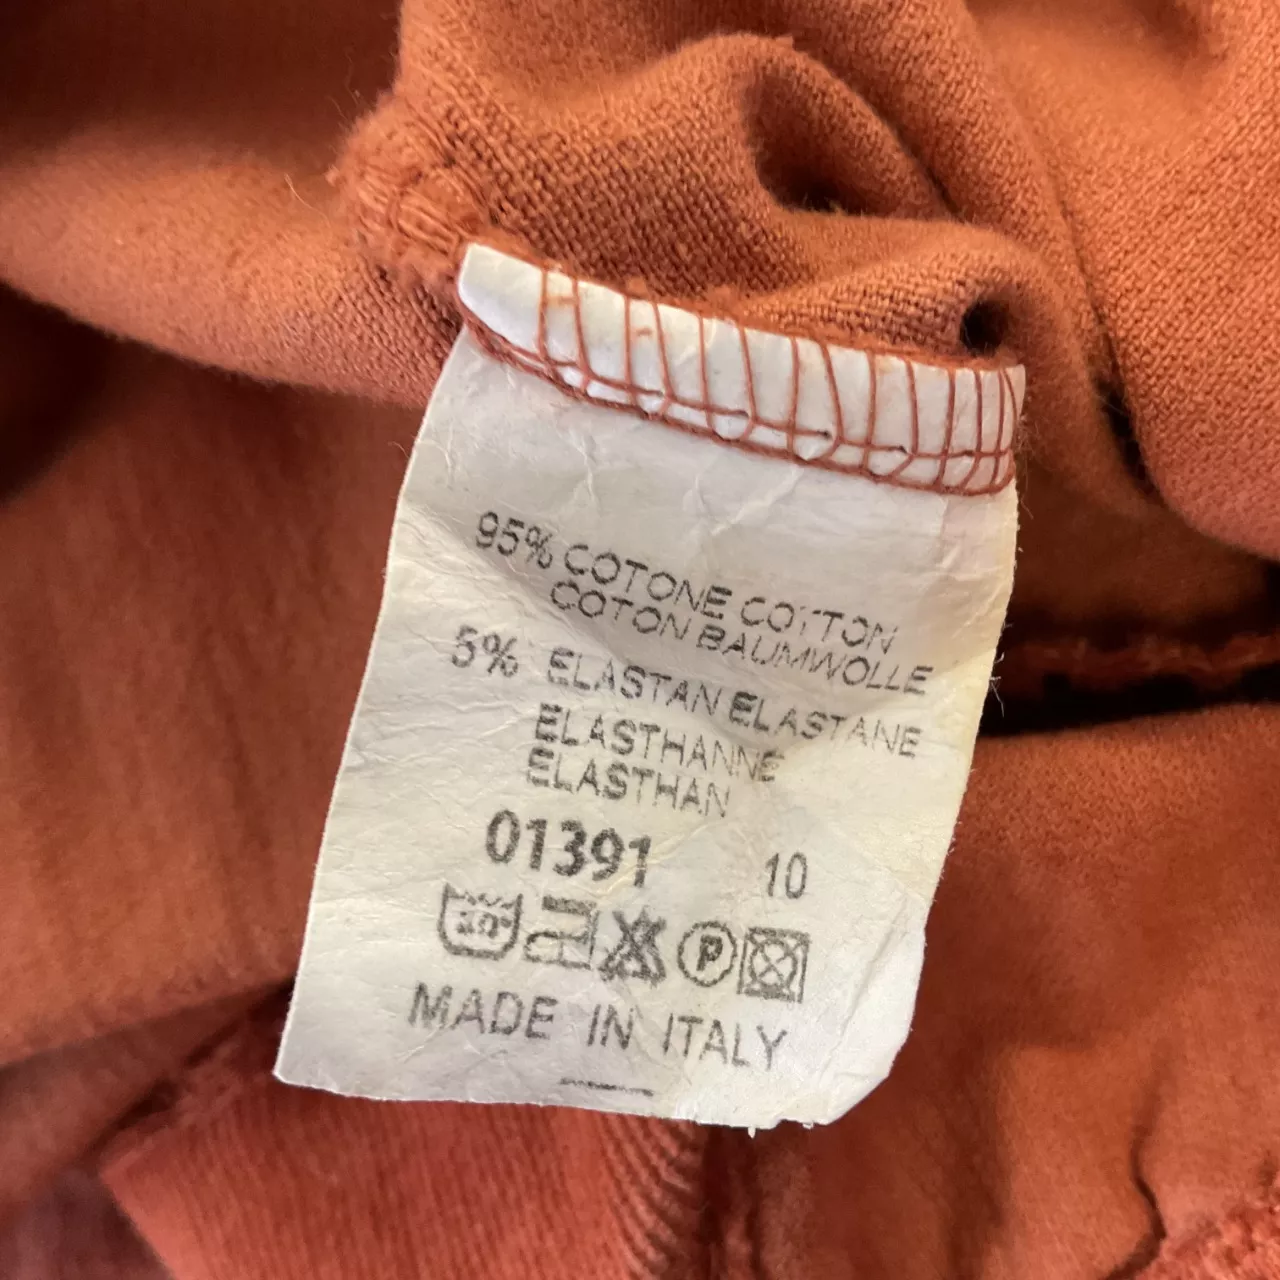 95% COTONE COTTON
COTON BAUMWOLLE
5% ELASTAN ELASTANE
ELASTHANNE
ELASTHAN
01391 10
P
MADE IN ITALY